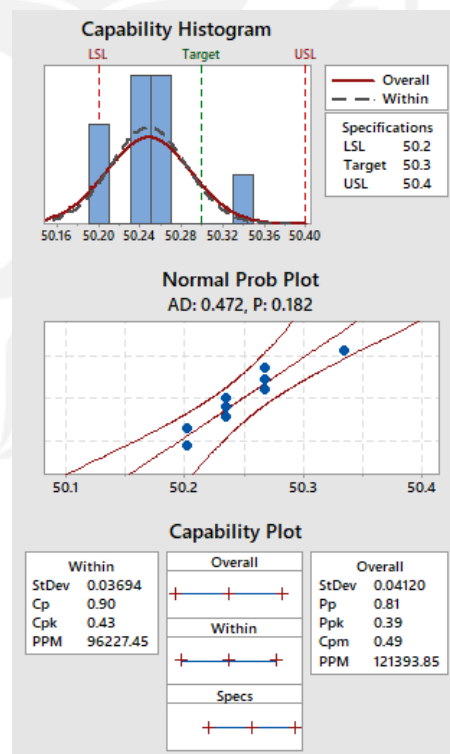 Capability Histogram
LSL Target USL
Overall
Within
Specifications
LSL 50.2
Target 50.3
USL 50.4
50.16 50.20 50.24 50.28 50.32 50.36 50.40
Normal Prob Plot
AD: 0.472, P: 0.182
50.1 50.2 50.3 50.4
Capability Plot
Within
StDev 0.03694
Cp 0.90
Cpk 0.43
PPM 96227.45
Overall
Within
Specs
Overall
StDev 0.04120
Pp 0.81
Ppk 0.39
Cpm 0.49
PPM 121393.85